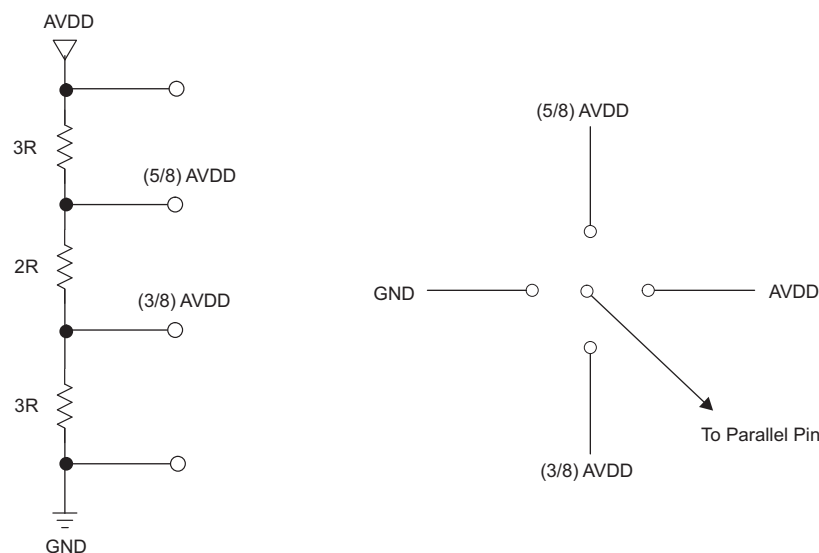 AVDD
3R
(5/8) AVDD
2R
(3/8) AVDD
3R
GND
(5/8) AVDD
GND
AVDD
To Parallel Pin
(3/8) AVDD